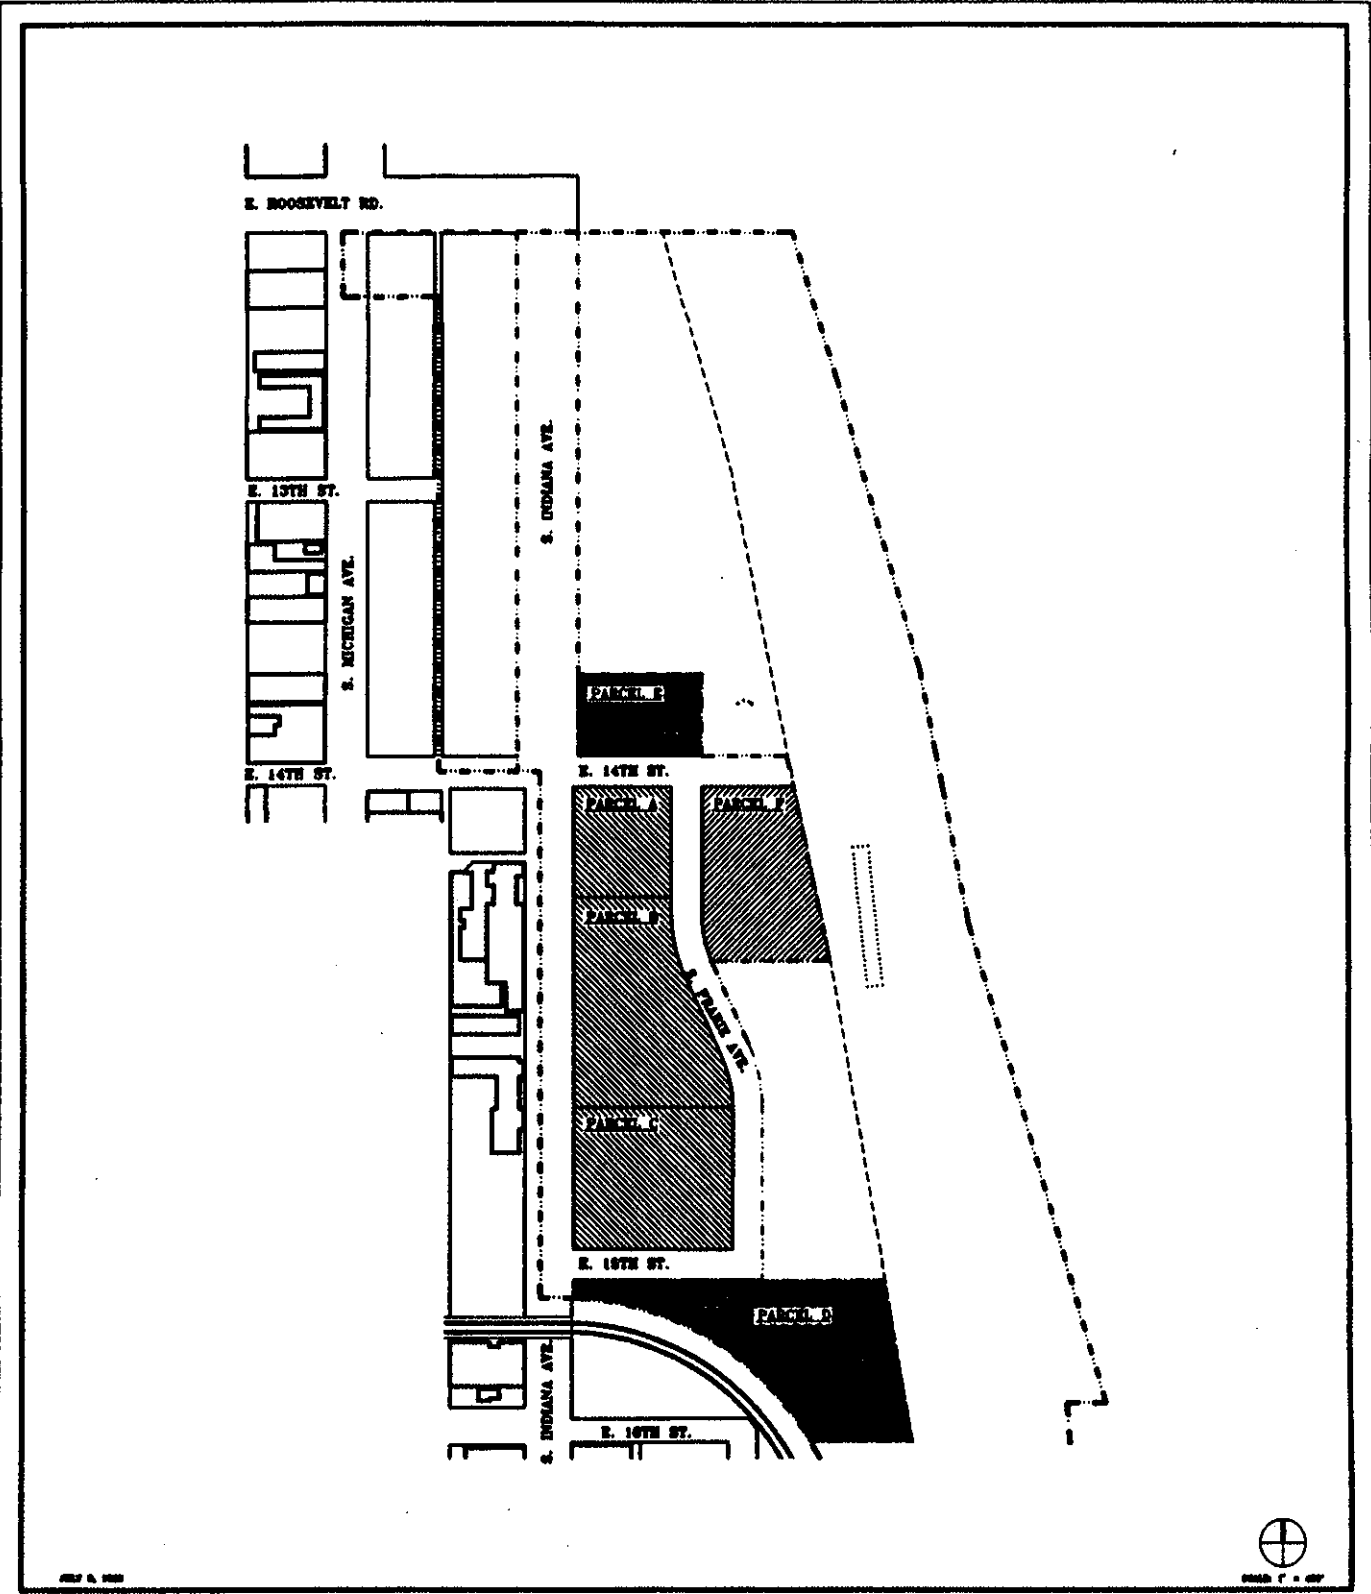 E. ROOSEVELT RD.
S. INDIANA AVE.
E. 13TH ST.
S. MICHIGAN AVE.
PARCEL E
E. 14TH ST.
E. 14TH ST.
PARCEL A
PARCEL F
PARCEL B
S. PRARIE AVE.
PARCEL C
E. 15TH ST.
PARCEL D
S. INDIANA AVE.
E. 16TH ST.